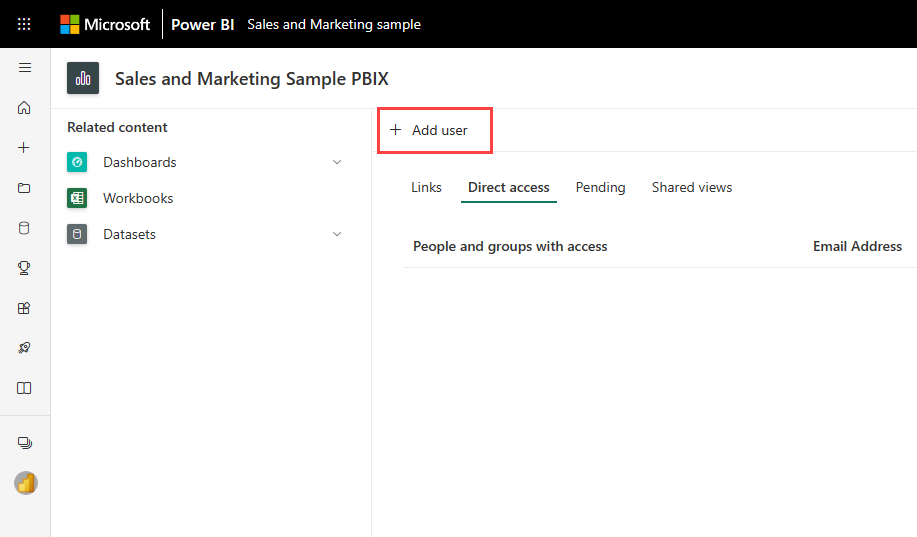 Microsoft Power BI Sales and Marketing sample
Sales and Marketing Sample PBIX
Related content
Dashboards
Workbooks
Datasets
+ Add user
Links Direct access Pending Shared views
People and groups with access Email Address